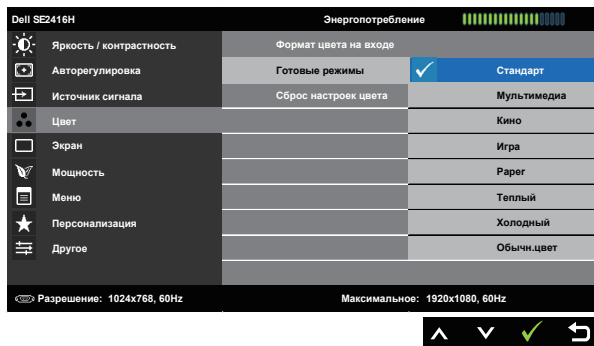 Dell SE2416H Энергопотребление
Яркость / контрастность Формат цвета на входе
Авторегулировка Готовые режимы Стандарт
Источник сигнала Сброс настроек цвета Мультимедиа
Цвет Кино
Экран Игра
Мощность Paper
Меню Теплый
Персонализация Холодный
Другое Обычн.цвет
Разрешение: 1024x768, 60Hz Максимальное: 1920x1080, 60Hz